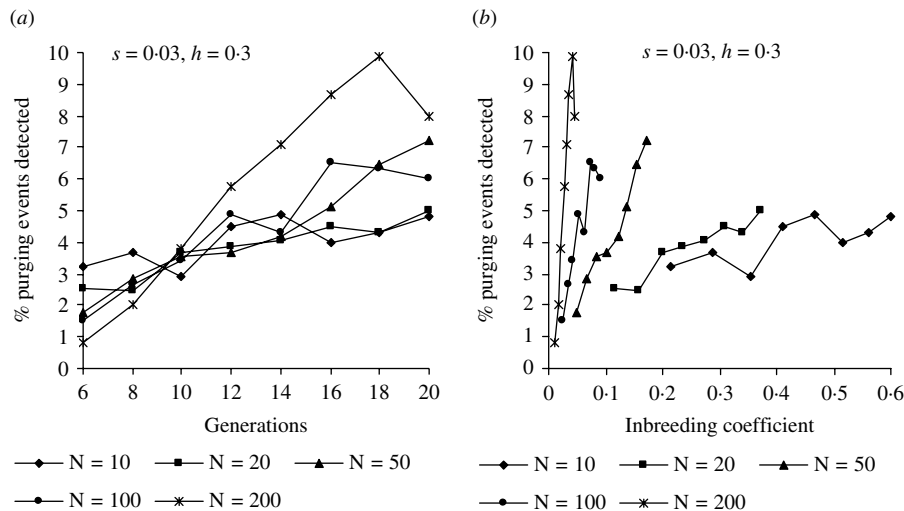 (a)
s = 0·03, h = 0·3
% purging events detected
10
9
8
7
6
5
4
3
2
1
0
6 8 10 12 14 16 18 20
Generations
N = 10 N = 20 N = 50
N = 100 N = 200
(b)
s = 0·03, h = 0·3
% purging events detected
10
9
8
7
6
5
4
3
2
1
0
0 0·1 0·2 0·3 0·4 0·5 0·6
Inbreeding coefficient
N = 10 N = 20 N = 50
N = 100 N = 200